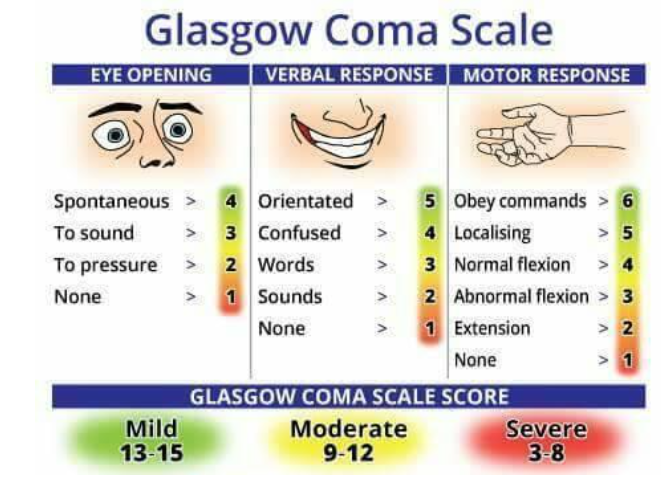 Glasgow Coma Scale
EYE OPENING
Spontaneous > 4
To sound > 3
To pressure > 2
None > 1
VERBAL RESPONSE
Orientated > 5
Confused > 4
Words > 3
Sounds > 2
None > 1
MOTOR RESPONSE
Obey commands > 6
Localising > 5
Normal flexion > 4
Abnormal flexion > 3
Extension > 2
None > 1
GLASGOW COMA SCALE SCORE
Mild
13-15
Moderate
9-12
Severe
3-8